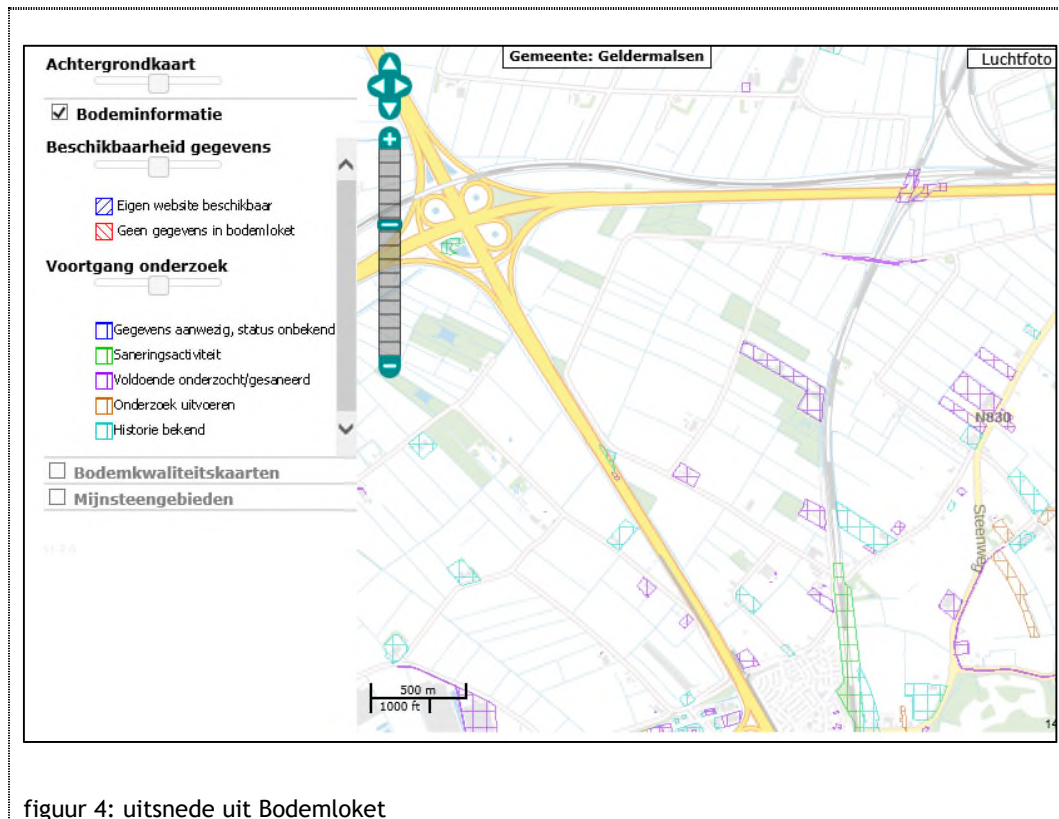 Achtergrondkaart
Bodeminformatie
Beschikbaarheid gegevens
Eigen website beschikbaar
Geen gegevens in bodemloket
Voortgang onderzoek
Gegevens aanwezig, status onbekend
Saneringsactiviteit
Voldoende onderzocht/gesaneerd
Onderzoek uitvoeren
Historie bekend
Bodemkwaliteitskaarten
Mijnsteengebieden
Gemeente: Geldermalsen
Luchtfoto
N830
Steenweg
500 m
1000 ft
14
figuur 4: uitsnede uit Bodemloket